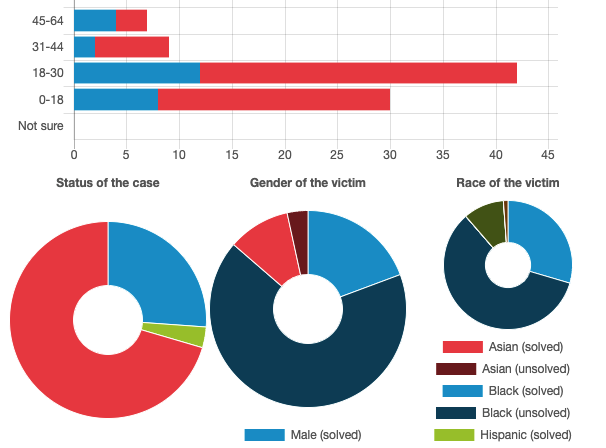 45-64
31-44
18-30
0-18
Not sure
0 5 10 15 20 25 30 35 40 45
Status of the case Gender of the victim Race of the victim
Asian (solved)
Asian (unsolved)
Black (solved)
Black (unsolved)
Male (solved) Hispanic (solved)